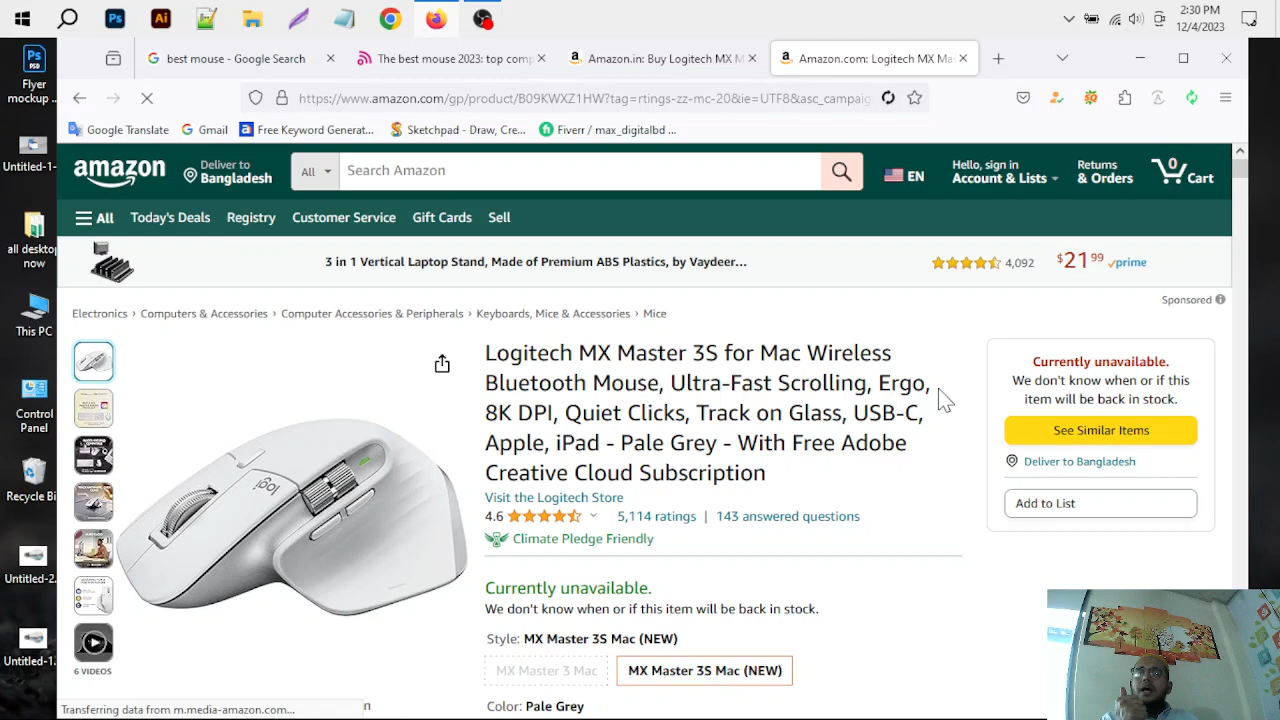 2:30 PM
12/4/2023
Ps
Ai
Flyer
mockup ...
Untitled-1-
all desktop
now
This PC
Control
Panel
Recycle Bi
Untitled-2.
Untitled-1.
best mouse - Google Search
The best mouse 2023: top comp
Amazon.in: Buy Logitech MX M
Amazon.com: Logitech MX Mas
https://www.amazon.com/gp/product/B09KWXZ1HW?tag=rtings-zz-mc-20&ie=UTF8&asc_campaig
Google Translate
Gmail
Free Keyword Generat...
Sketchpad - Draw, Cre...
Fiverr / max_digitalbd ...
amazon
Deliver to
Bangladesh
All
Search Amazon
EN
Hello, sign in
Account & Lists
Returns
& Orders
0
Cart
All
Today's Deals
Registry
Customer Service
Gift Cards
Sell
3 in 1 Vertical Laptop Stand, Made of Premium ABS Plastics, by Vaydeer...
4,092
$21 99
prime
Sponsored
Electronics › Computers & Accessories › Computer Accessories & Peripherals › Keyboards, Mice & Accessories › Mice
logi
6 VIDEOS
Logitech MX Master 3S for Mac Wireless
Bluetooth Mouse, Ultra-Fast Scrolling, Ergo,
8K DPI, Quiet Clicks, Track on Glass, USB-C,
Apple, iPad - Pale Grey - With Free Adobe
Creative Cloud Subscription
Visit the Logitech Store
4.6
5,114 ratings | 143 answered questions
Climate Pledge Friendly
Currently unavailable.
We don't know when or if this item will be back in stock.
Style: MX Master 3S Mac (NEW)
MX Master 3 Mac
MX Master 3S Mac (NEW)
Color: Pale Grey
Currently unavailable.
We don't know when or if this
item will be back in stock.
See Similar Items
Deliver to Bangladesh
Add to List
Transferring data from m.media-amazon.com...